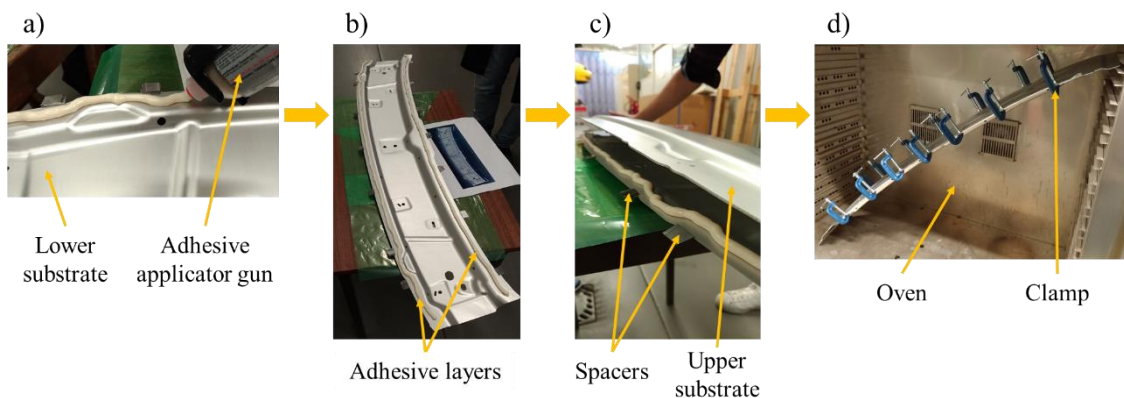 a)
b)
c)
d)
Lower
substrate
Adhesive
applicator gun
Adhesive layers
Spacers
Upper
substrate
Oven
Clamp